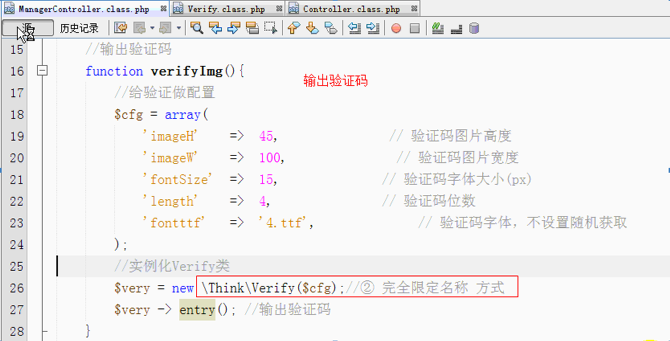 ManagerController.class.php Verify.class.php Controller.class.php
源 历史记录
15 //输出验证码
16 function verifyImg(){
输出验证码
17 //给验证做配置
18 $cfg = array(
19 'imageH' => 45, // 验证码图片高度
20 'imageW' => 100, // 验证码图片宽度
21 'fontSize' => 15, // 验证码字体大小(px)
22 'length' => 4, // 验证码位数
23 'fontttf' => '4.ttf', // 验证码字体，不设置随机获取
24 );
25 //实例化Verify类
26 $very = new \Think\Verify($cfg);//② 完全限定名称 方式
27 $very -> entry(); //输出验证码
28 }